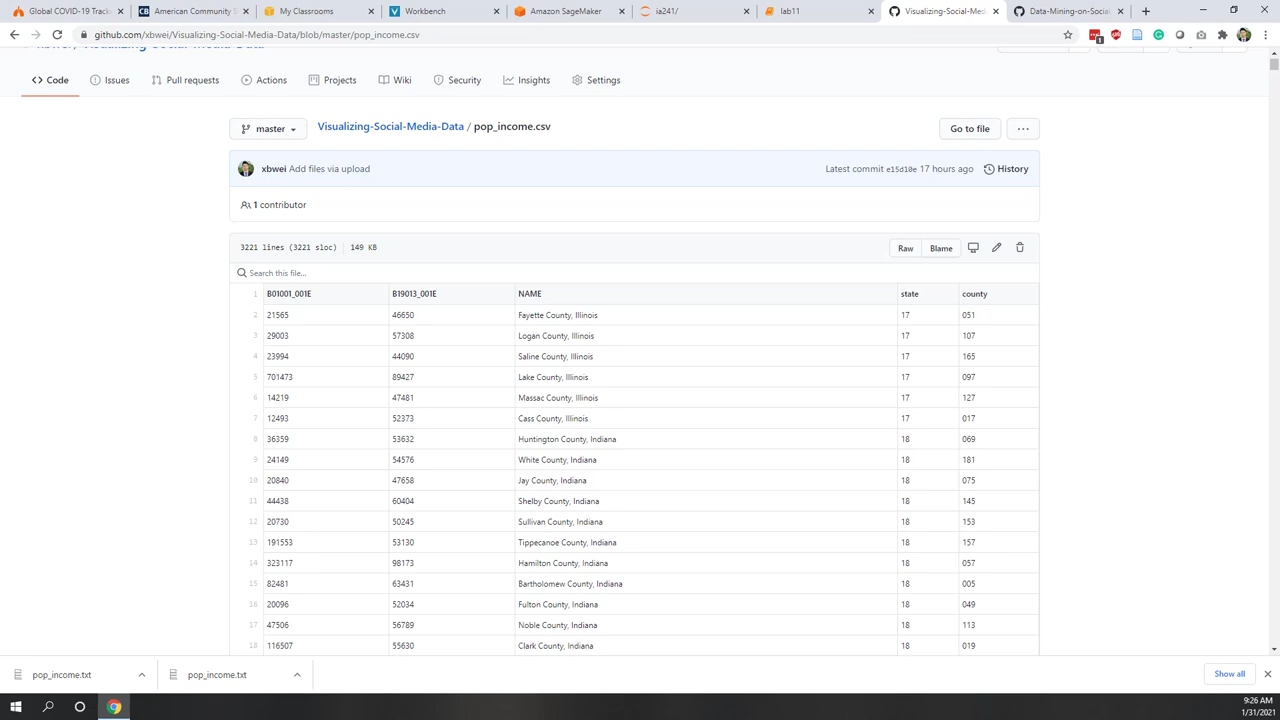 Global COVID-19 Track
American Community S
My Classrooms
Workbench
Amazon SageMaker
ia241/
lab11
Visualizing-Social-Med
Data-Mining-on-Social
github.com/xbwei/Visualizing-Social-Media-Data/blob/master/pop_income.csv
1
Code Issues Pull requests Actions Projects Wiki Security Insights Settings
master Visualizing-Social-Media-Data / pop_income.csv Go to file ...
xbwei Add files via upload Latest commit e15d10e 17 hours ago History
1 contributor
3221 lines (3221 sloc) 149 KB Raw Blame
Search this file...
1 B01001_001E B19013_001E NAME state county
2 21565 46650 Fayette County, Illinois 17 051
3 29003 57308 Logan County, Illinois 17 107
4 23994 44090 Saline County, Illinois 17 165
5 701473 89427 Lake County, Illinois 17 097
6 14219 47481 Massac County, Illinois 17 127
7 12493 52373 Cass County, Illinois 17 017
8 36359 53632 Huntington County, Indiana 18 069
9 24149 54576 White County, Indiana 18 181
10 20840 47658 Jay County, Indiana 18 075
11 44438 60404 Shelby County, Indiana 18 145
12 20730 50245 Sullivan County, Indiana 18 153
13 191553 53130 Tippecanoe County, Indiana 18 157
14 323117 98173 Hamilton County, Indiana 18 057
15 82481 63431 Bartholomew County, Indiana 18 005
16 20096 52034 Fulton County, Indiana 18 049
17 47506 56789 Noble County, Indiana 18 113
18 116507 55630 Clark County, Indiana 18 019
pop_income.txt pop_income.txt Show all
9:26 AM
1/31/2021